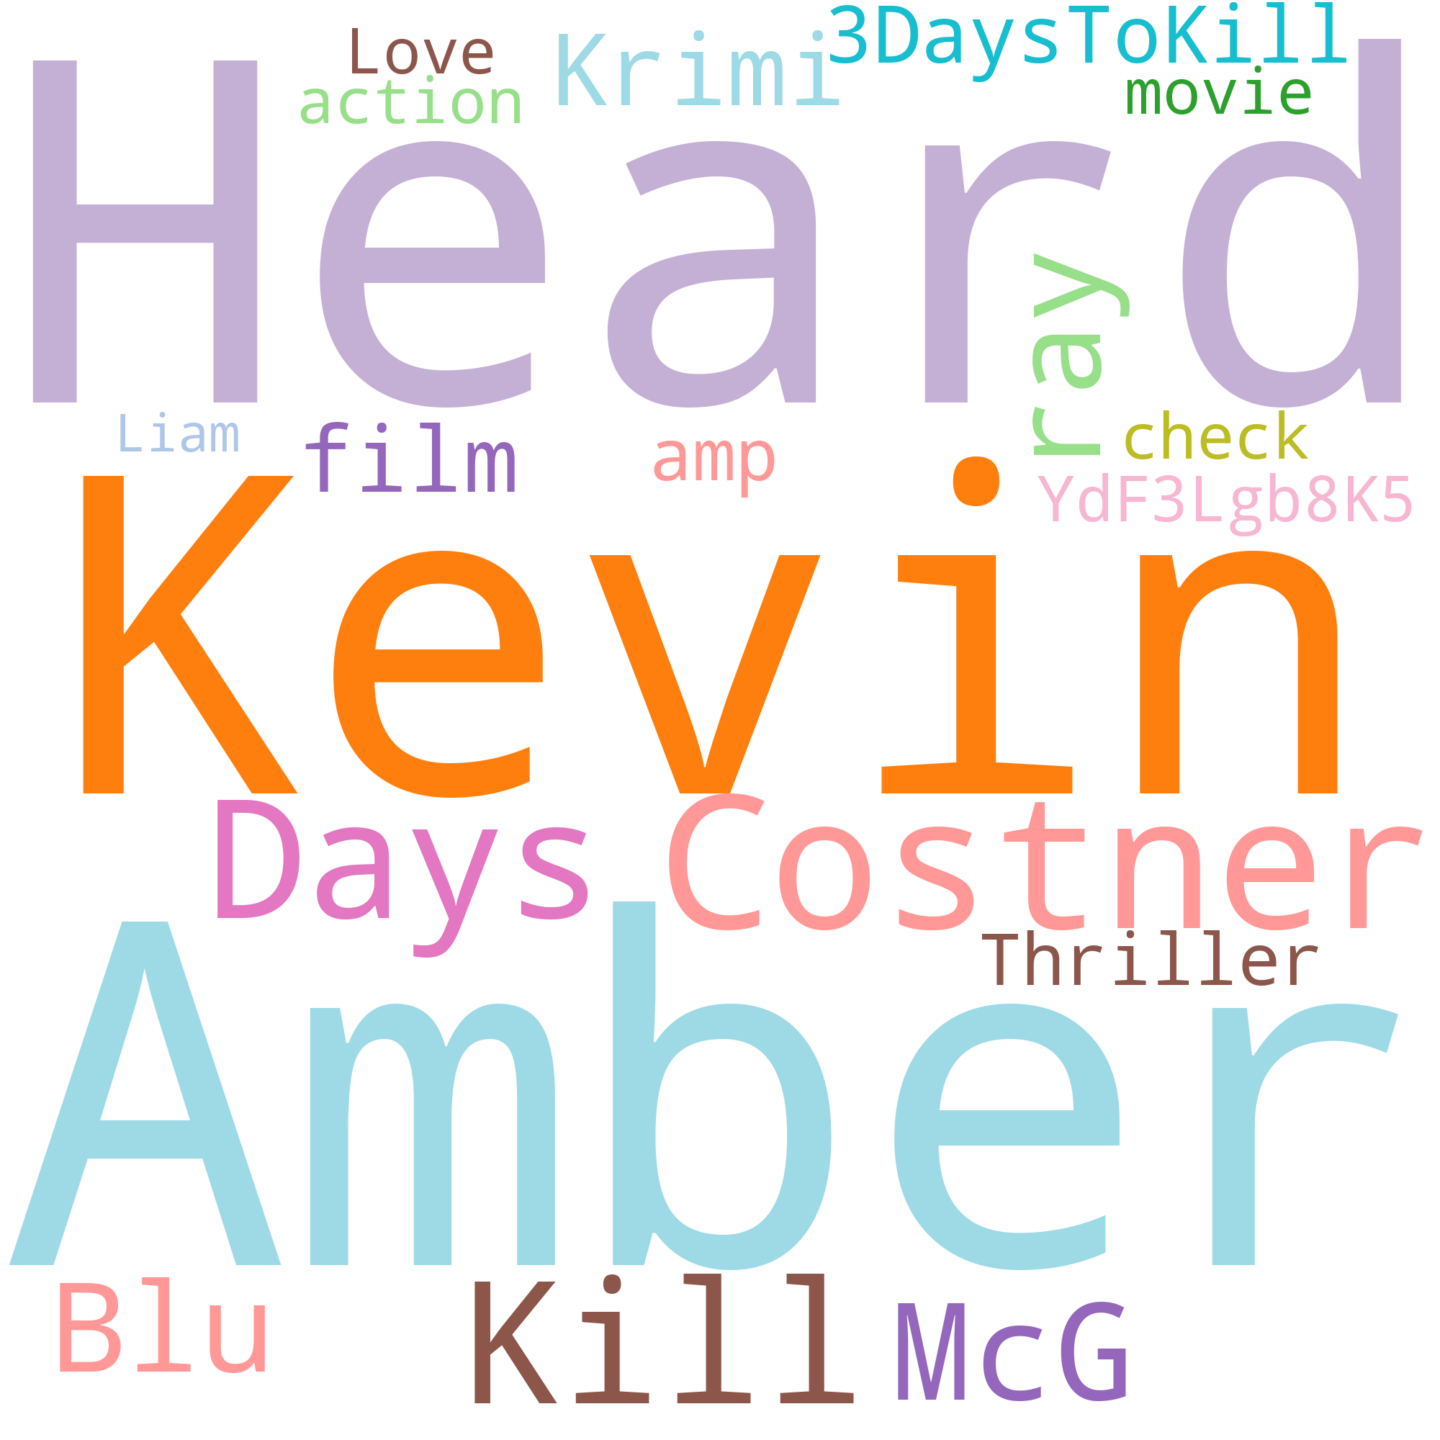 3DaysToKill
Love
Krimi
action
movie
Heard
ray
Liam
film
amp
check
YdF3Lgb8K5
Kevin
Days
Costner
Thriller
Amber
Blu
Kill
McG